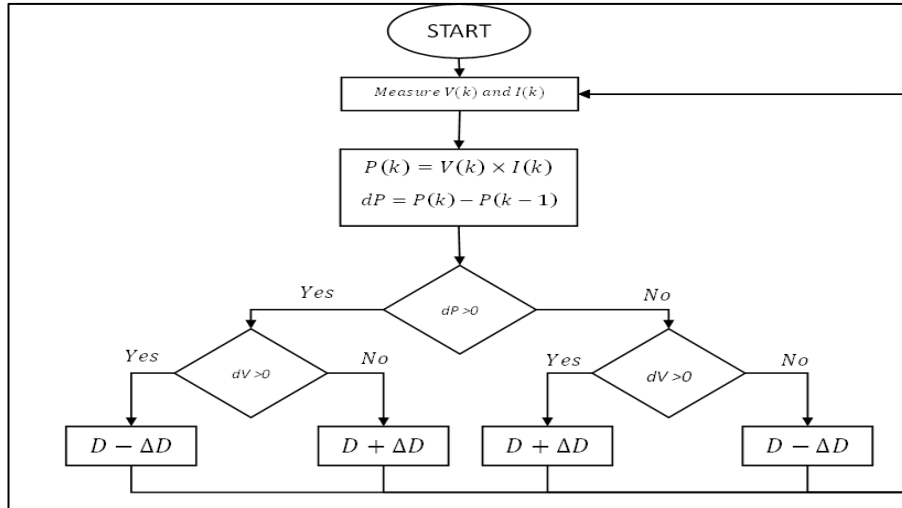 START
Measure V(k) and I(k)
P(k) = V(k) × I(k)
dP = P(k) − P(k − 1)
Yes
dP >0
No
Yes
dV >0
No
Yes
dV >0
No
D − ΔD
D + ΔD
D + ΔD
D − ΔD